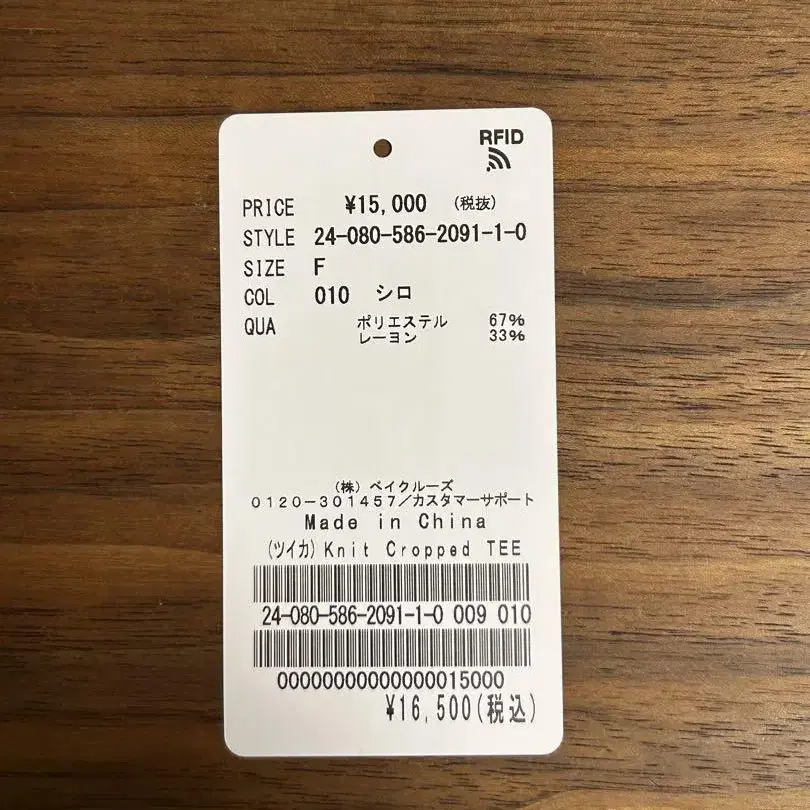 RFID
PRICE ¥15,000 (税抜)
STYLE 24-080-586-2091-1-0
SIZE F
COL 010 シロ
QUA ポリエステル 67%
レーヨン 33%
(株) ベイクルーズ
0120-301457/カスタマーサポート
Made in China
(ツイカ)Knit Cropped TEE
24-080-586-2091-1-0 009 010
00000000000000015000
¥16,500(税込)